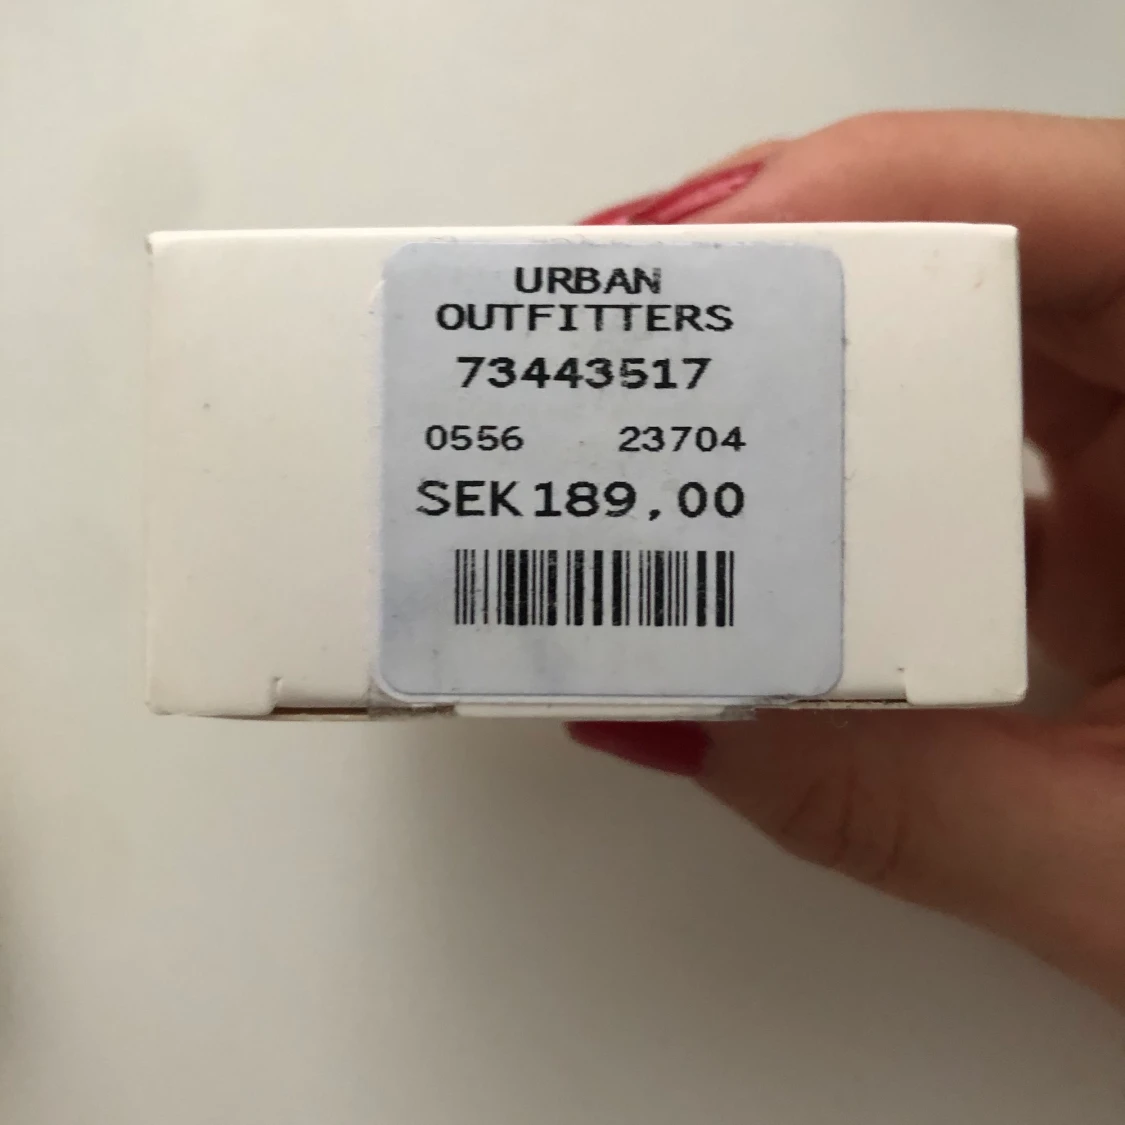 URBAN
OUTFITTERS
73443517
0556 23704
SEK189,00